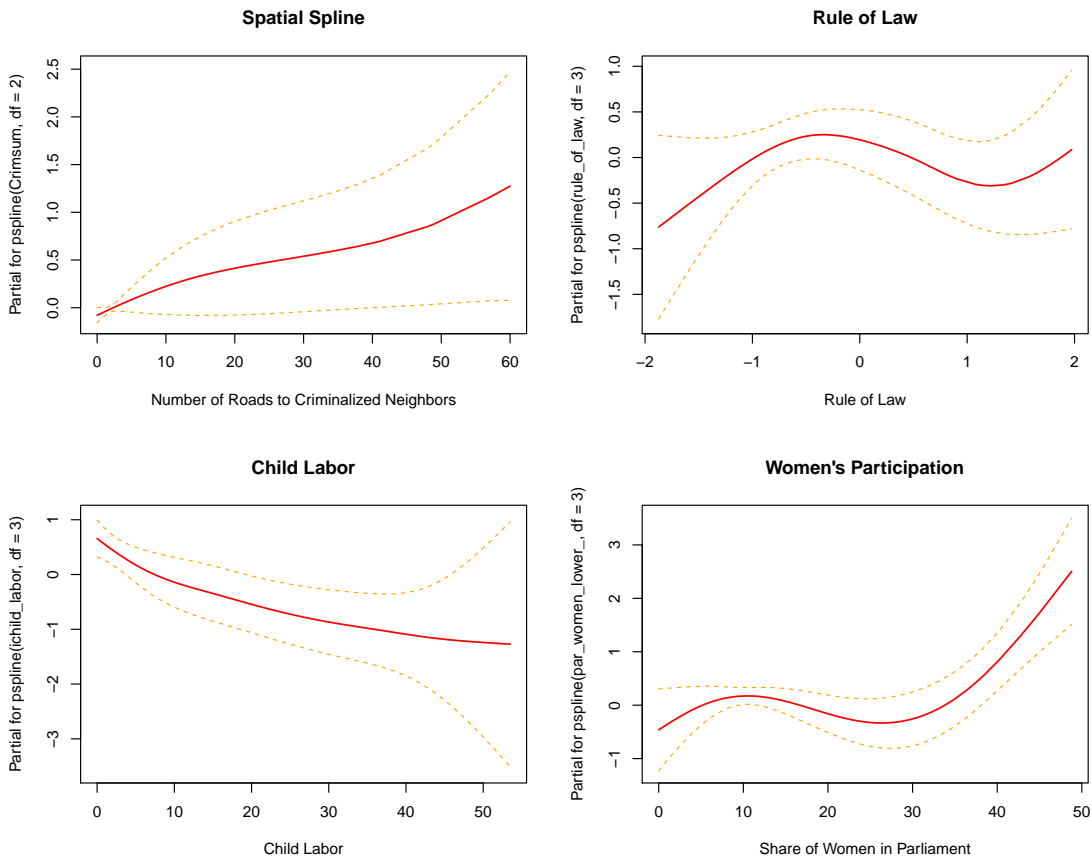 Spatial Spline
Partial for pspline(Crimsum, df = 2)
0.0 0.5 1.0 1.5 2.0 2.5
0 10 20 30 40 50 60
Number of Roads to Criminalized Neighbors
Rule of Law
Partial for pspline(rule_of_law, df = 3)
−1.5 −1.0 −0.5 0.0 0.5 1.0
−2 −1 0 1 2
Rule of Law
Child Labor
Partial for pspline(child_labor, df = 3)
−3 −2 −1 0 1
0 10 20 30 40 50
Child Labor
Women's Participation
Partial for pspline(par_women_lower_, df = 3)
−1 0 1 2 3
0 10 20 30 40 50
Share of Women in Parliament